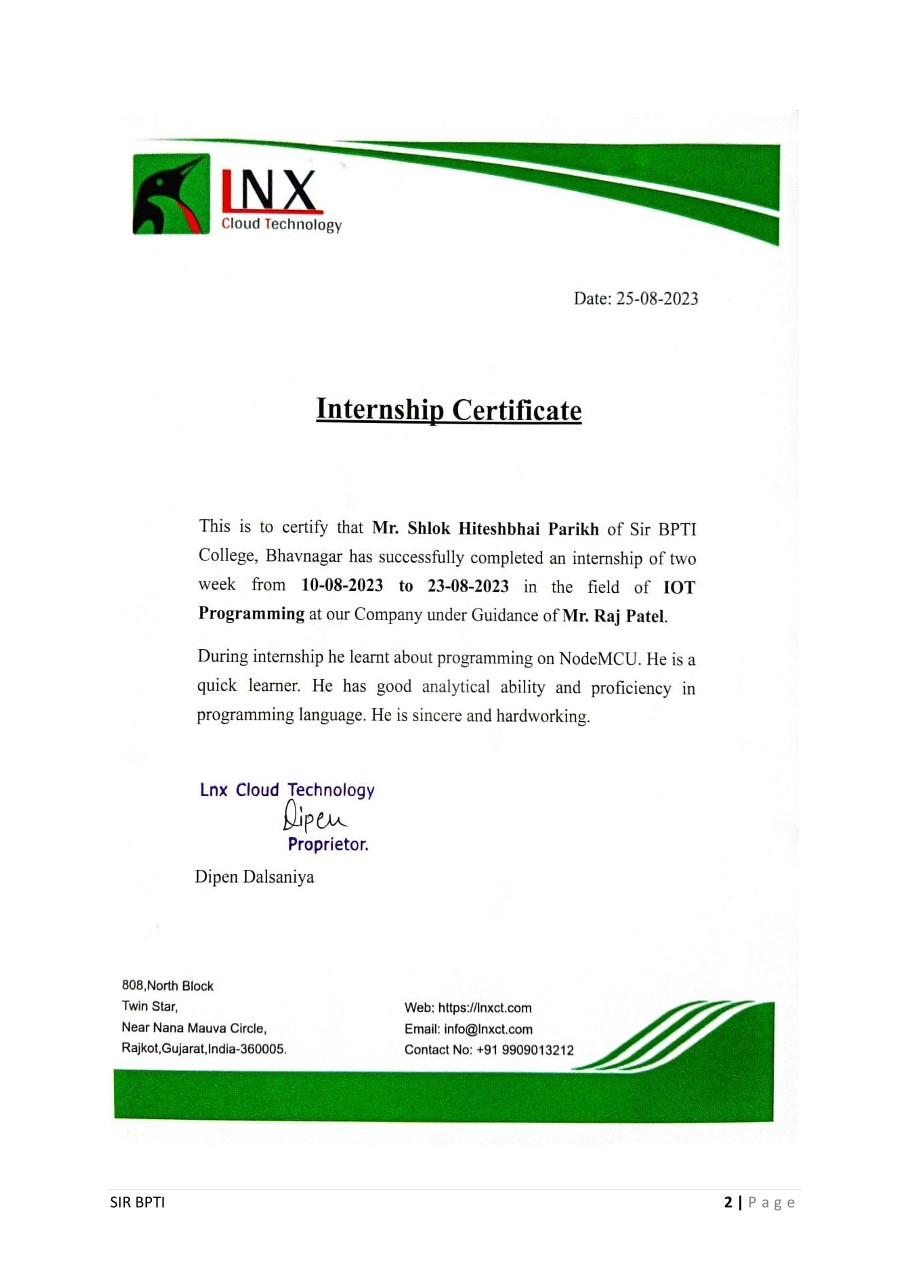 LNX
Cloud Technology
Date: 25-08-2023
Internship Certificate
This is to certify that Mr. Shlok Hiteshbhai Parikh of Sir BPTI
College, Bhavnagar has successfully completed an internship of two
week from 10-08-2023 to 23-08-2023 in the field of IOT
Programming at our Company under Guidance of Mr. Raj Patel.
During internship he learnt about programming on NodeMCU. He is a
quick learner. He has good analytical ability and proficiency in
programming language. He is sincere and hardworking.
Lnx Cloud Technology
Dipen
Proprietor.
Dipen Dalsaniya
808,North Block
Twin Star,
Near Nana Mauva Circle,
Rajkot,Gujarat,India-360005.
Web: https://lnxct.com
Email: info@lnxct.com
Contact No: +91 9909013212
SIR BPTI
2 | Page